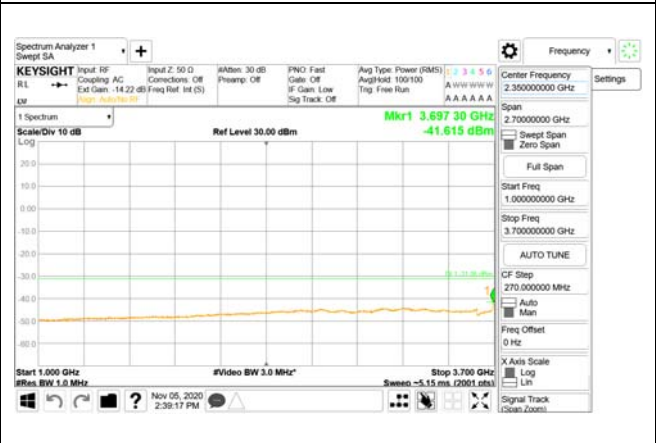 Spectrum Analyzer 1
Swept SA
+
Frequency
KEYSIGHT
RL
Input: RF
Coupling: AC
Ext Gain: -14.22 dB
Align: Auto/No RF
Input Z: 50 Ω
Corrections: Off
Freq Ref: Int (S)
#Atten: 30 dB
Preamp: Off
PNO: Fast
Gate: Off
IF Gain: Low
Sig Track: Off
Avg Type: Power (RMS)
Avg|Hold: 100/100
Trig: Free Run
1 2 3 4 5 6
A W W W W W
A A A A A A
1 Spectrum
Scale/Div 10 dB
Log
Ref Level 30.00 dBm
Mkr1 3.697 30 GHz
-41.615 dBm
20.0
10.0
0.00
-10.0
-20.0
-30.0
-40.0
-50.0
-60.0
1
Start 1.000 GHz
#Res BW 1.0 MHz
#Video BW 3.0 MHz*
Stop 3.700 GHz
Sweep ~5.15 ms (2001 pts)
Nov 05, 2020
2:39:17 PM
?
Center Frequency
2.350000000 GHz
Settings
Span
2.70000000 GHz
Swept Span
Zero Span
Full Span
Start Freq
1.000000000 GHz
Stop Freq
3.700000000 GHz
AUTO TUNE
CF Step
270.000000 MHz
Auto
Man
Freq Offset
0 Hz
X Axis Scale
Log
Lin
Signal Track
(Span Zoom)